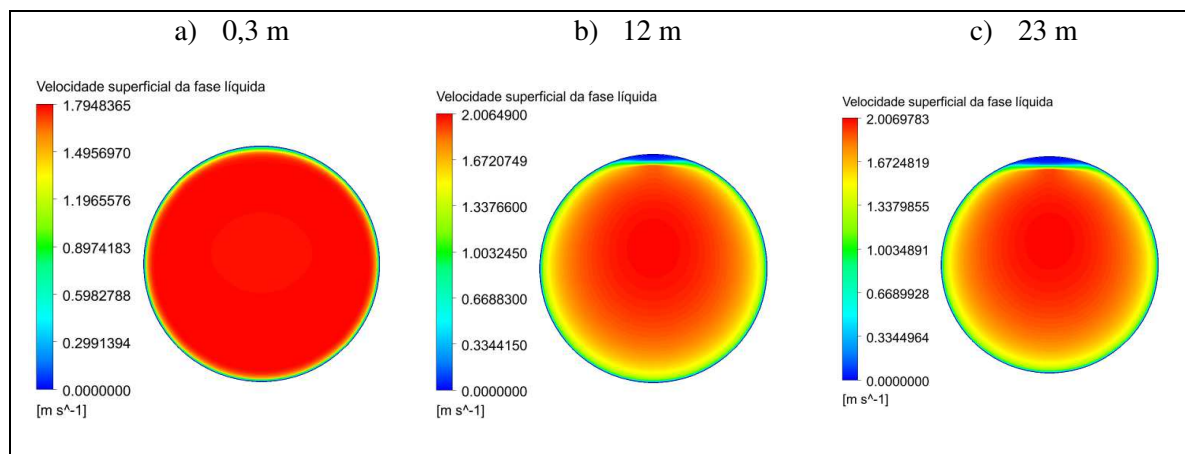 a) 0,3 m
b) 12 m
c) 23 m
Velocidade superficial da fase líquida
1.7948365
1.4956970
1.1965576
0.8974183
0.5982788
0.2991394
0.0000000
[m s^-1]
Velocidade superficial da fase líquida
2.0064900
1.6720749
1.3376600
1.0032450
0.6688300
0.3344150
0.0000000
[m s^-1]
Velocidade superficial da fase líquida
2.0069783
1.6724819
1.3379855
1.0034891
0.6689928
0.3344964
0.0000000
[m s^-1]